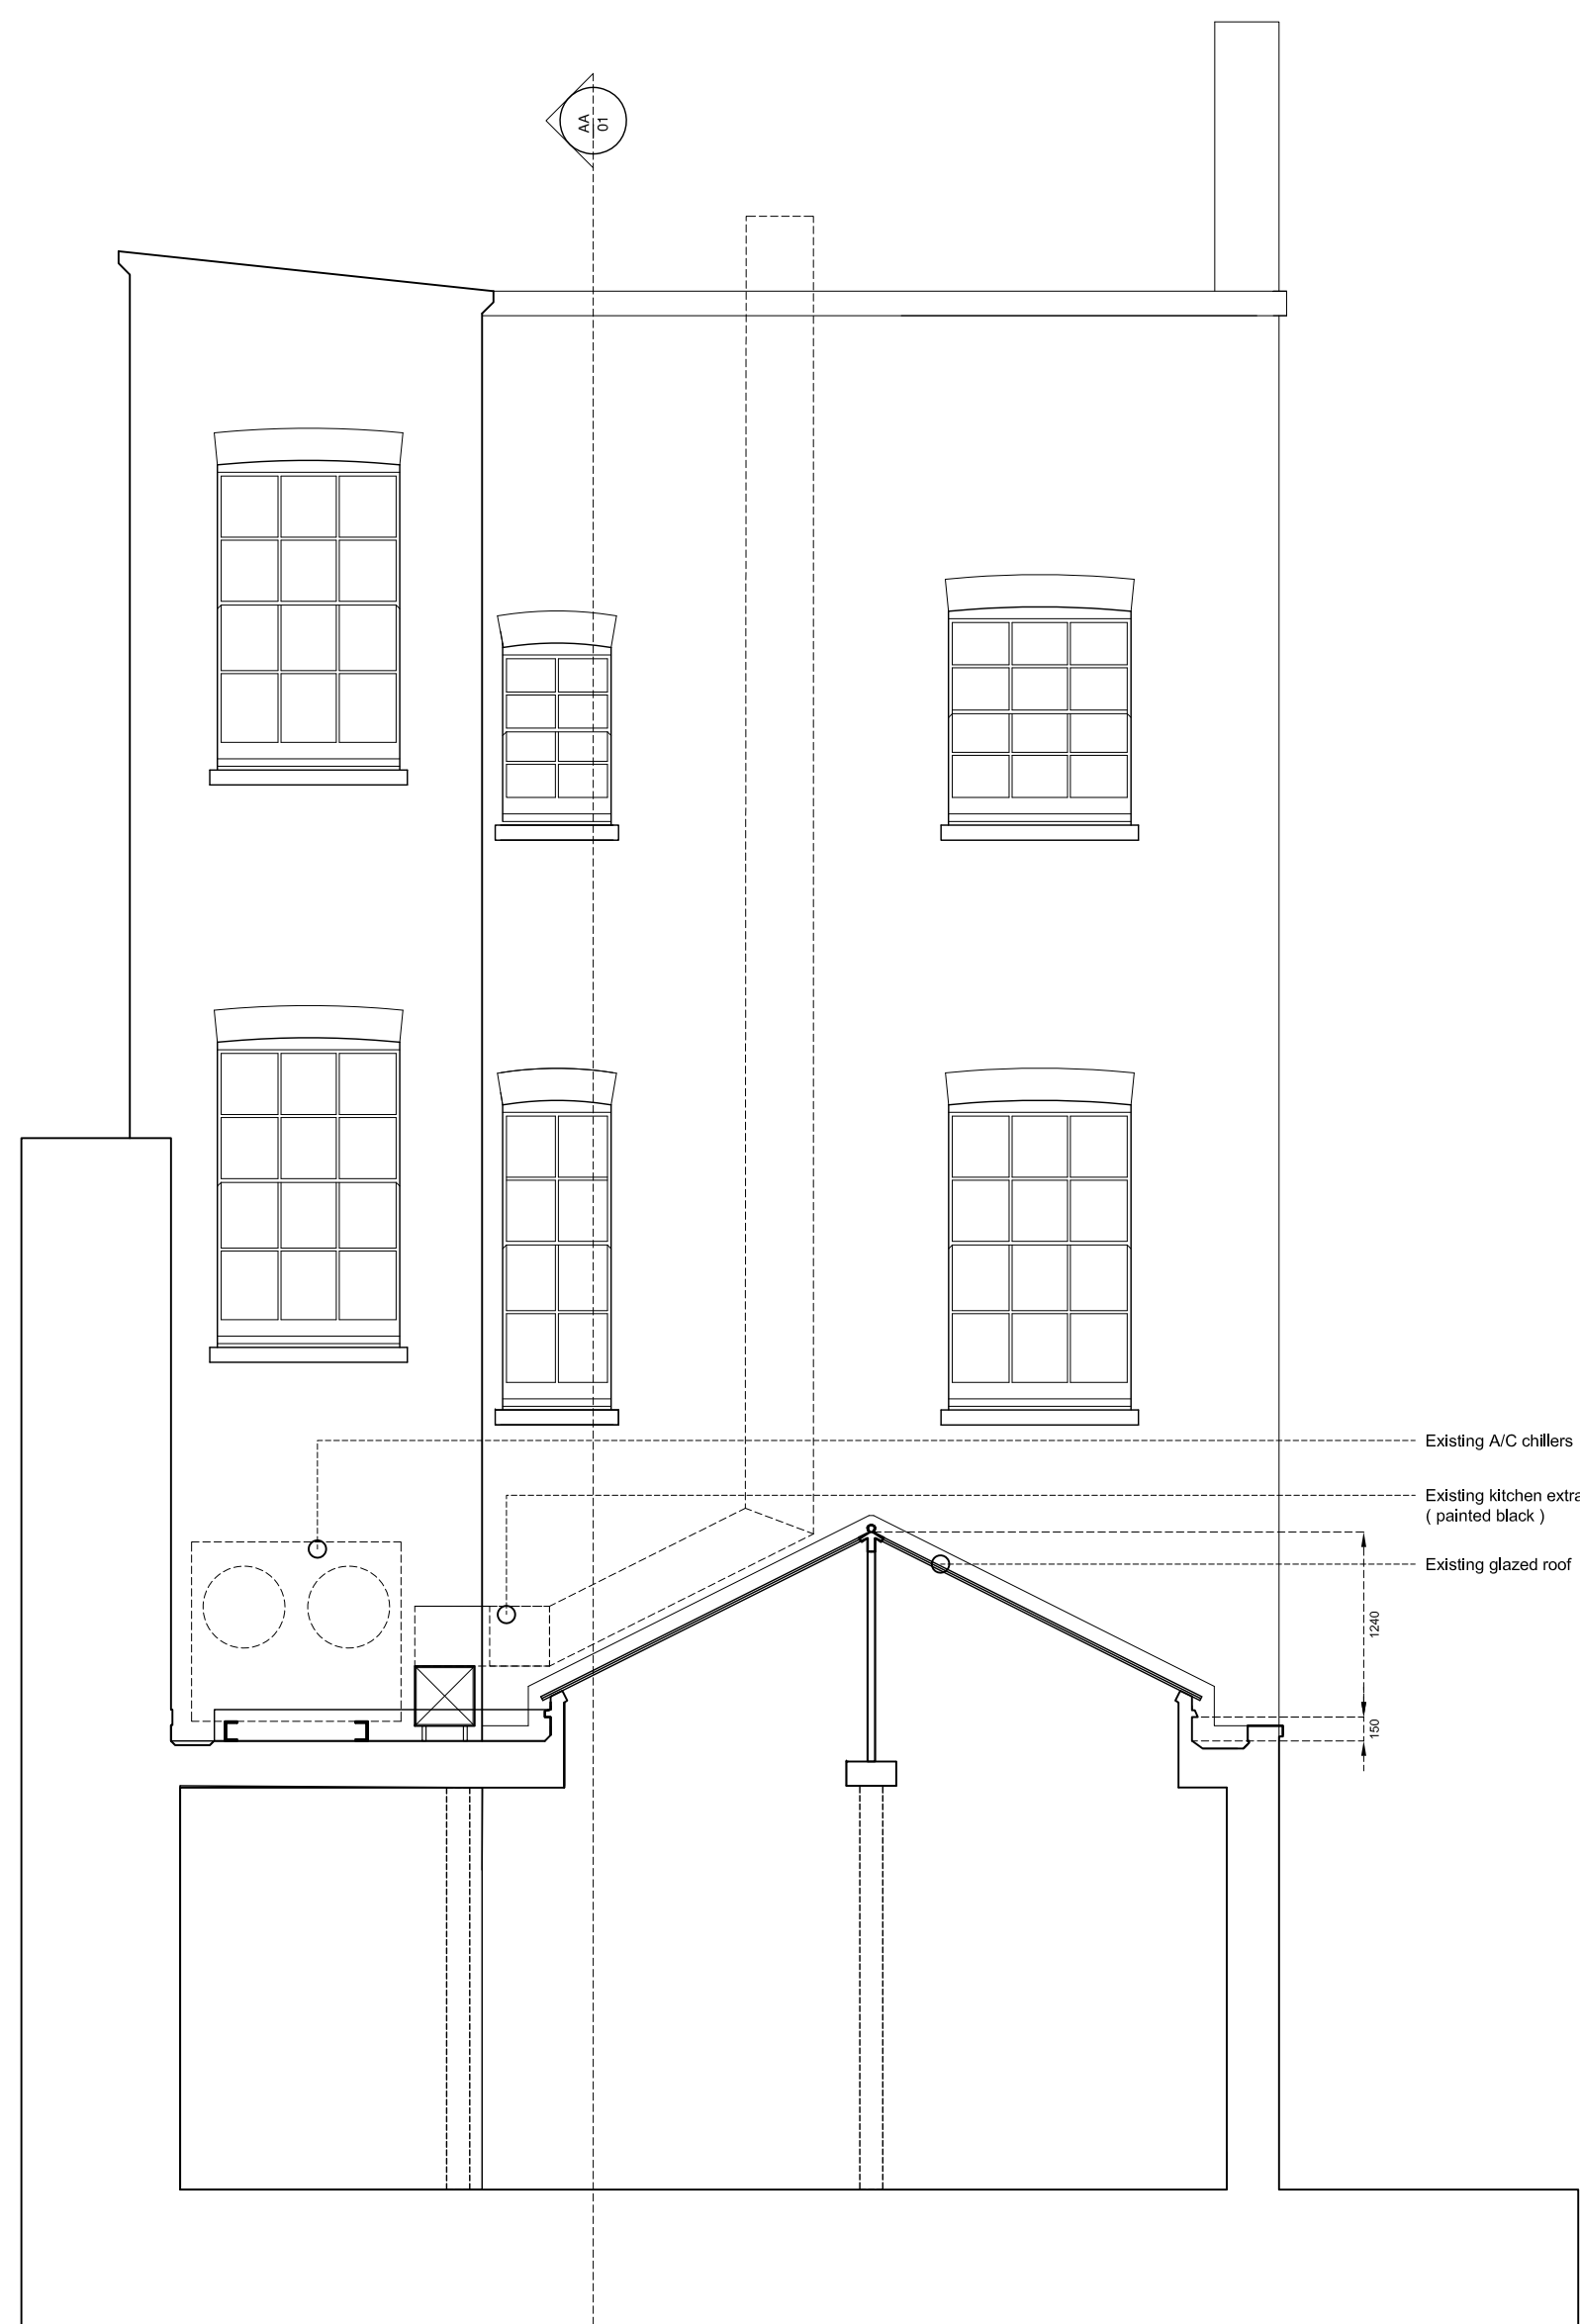 AA
01
Existing A/C chillers
Existing kitchen extra
( painted black )
Existing glazed roof
1240
150